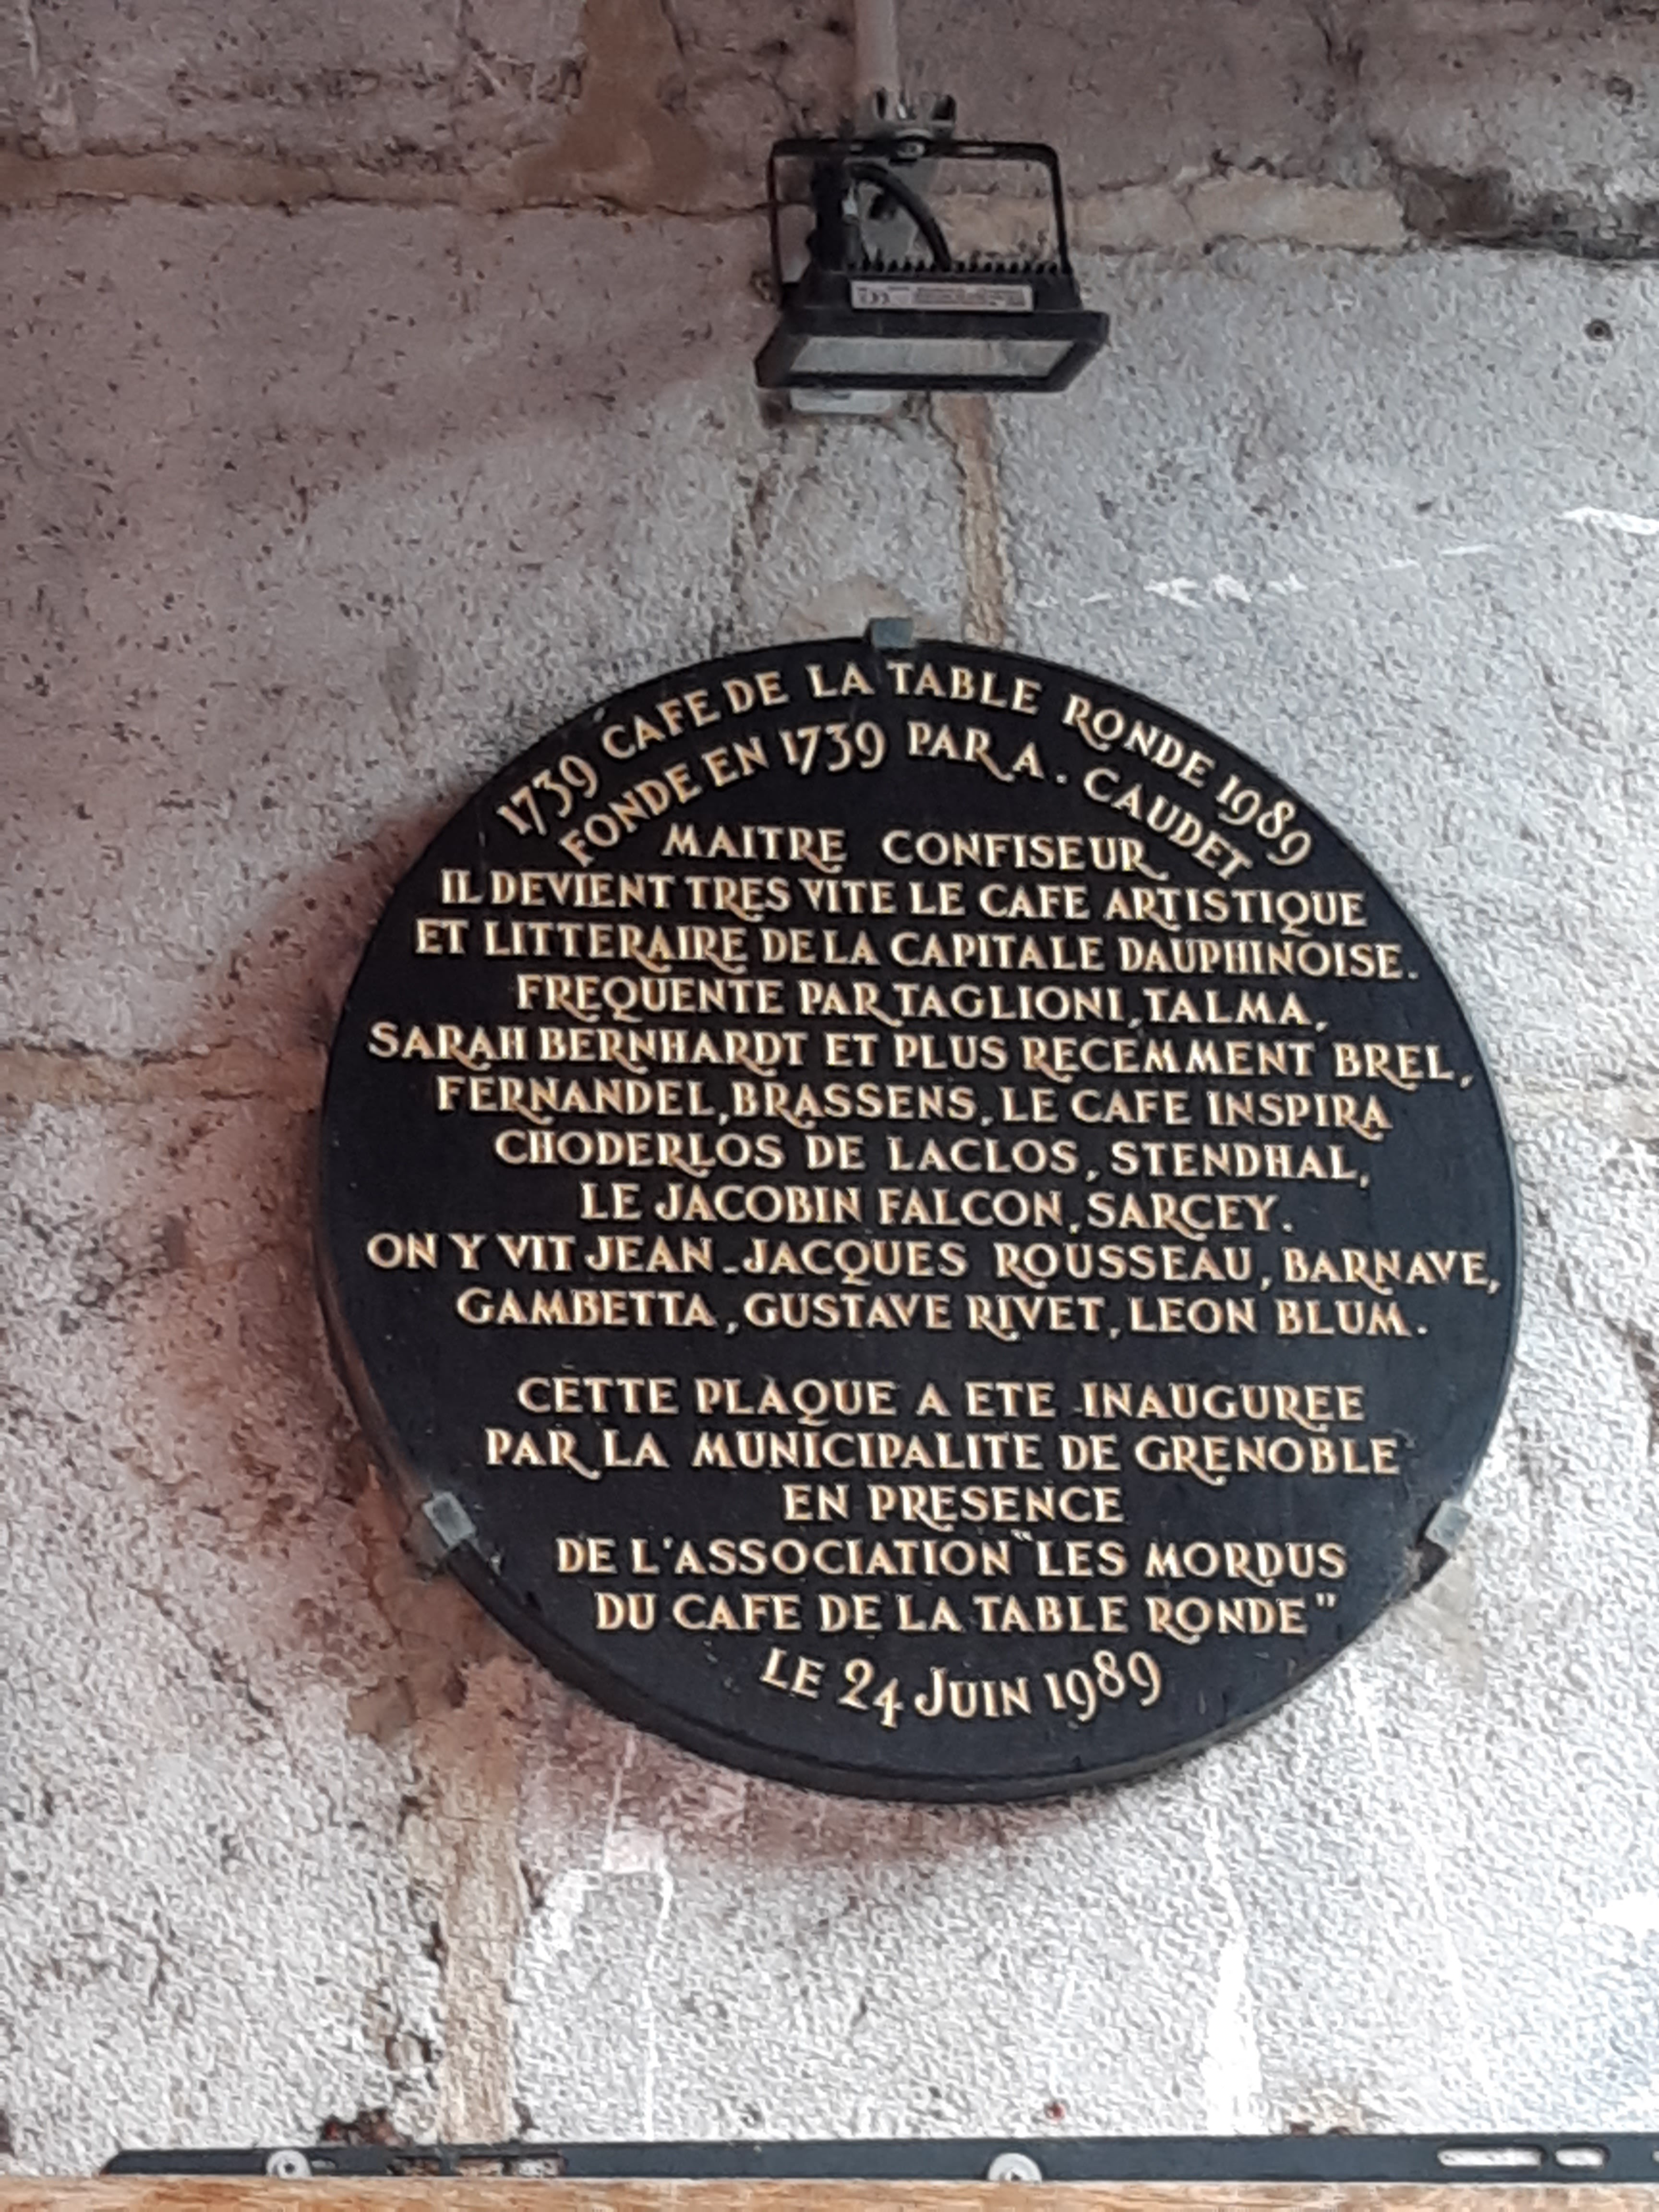 1739 CAFE DE LA TABLE RONDE 1989
FONDE EN 1739 PAR A. CAUDET
MAITRE CONFISEUR
IL DEVIENT TRES VITE LE CAFE ARTISTIQUE
ET LITTERAIRE DE LA CAPITALE DAUPHINOISE.
FREQUENTE PAR TAGLIONI, TALMA,
SARAH BERNHARDT ET PLUS RECEMMENT BREL,
FERNANDEL, BRASSENS, LE CAFE INSPIRA
CHODERLOS DE LACLOS, STENDHAL,
LE JACOBIN FALCON, SARCEY.
ON Y VIT JEAN-JACQUES ROUSSEAU, BARNAVE,
GAMBETTA, GUSTAVE RIVET, LEON BLUM.
CETTE PLAQUE A ETE INAUGUREE
PAR LA MUNICIPALITE DE GRENOBLE
EN PRESENCE
DE L'ASSOCIATION "LES MORDUS
DU CAFE DE LA TABLE RONDE"
LE 24 JUIN 1989